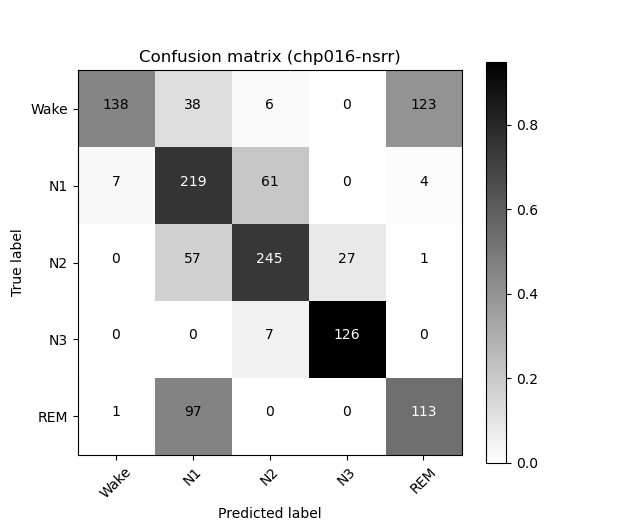 Confusion matrix (chp016-nsrr)
Wake 138 38 6 0 123
N1 7 219 61 0 4
N2 0 57 245 27 1
N3 0 0 7 126 0
REM 1 97 0 0 113
Wake N1 N2 N3 REM
True label
Predicted label
0.8
0.6
0.4
0.2
0.0